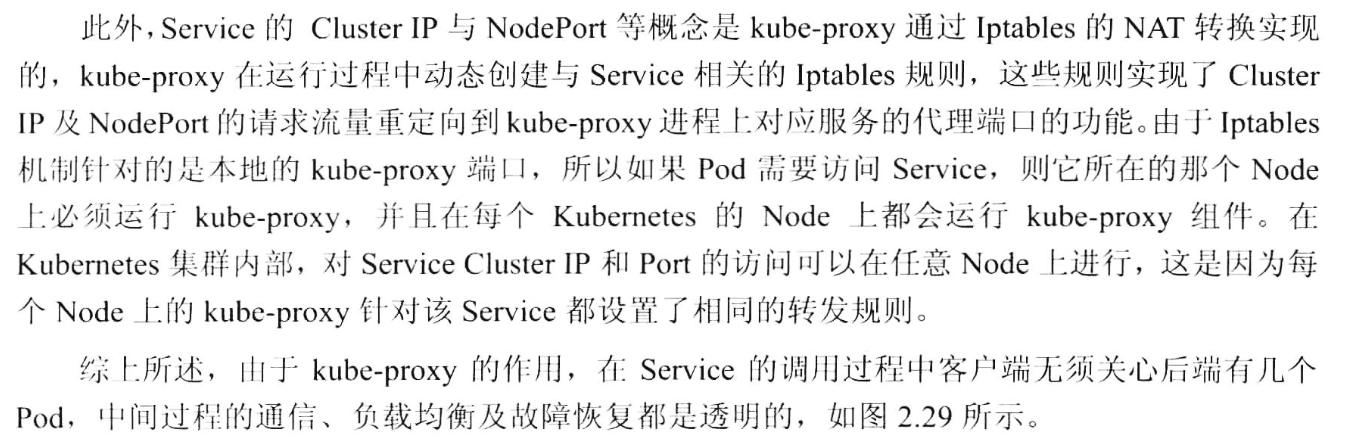 此外，Service 的 Cluster IP 与 NodePort 等概念是 kube-proxy 通过 Iptables 的 NAT 转换实现
的，kube-proxy 在运行过程中动态创建与 Service 相关的 Iptables 规则，这些规则实现了 Cluster
IP 及 NodePort 的请求流量重定向到 kube-proxy 进程上对应服务的代理端口的功能。由于 Iptables
机制针对的是本地的 kube-proxy 端口，所以如果 Pod 需要访问 Service，则它所在的那个 Node
上必须运行 kube-proxy，并且在每个 Kubernetes 的 Node 上都会运行 kube-proxy 组件。在
Kubernetes 集群内部，对 Service Cluster IP 和 Port 的访问可以在任意 Node 上进行，这是因为每
个 Node 上的 kube-proxy 针对该 Service 都设置了相同的转发规则。
综上所述，由于 kube-proxy 的作用，在 Service 的调用过程中客户端无须关心后端有几个
Pod，中间过程的通信、负载均衡及故障恢复都是透明的，如图 2.29 所示。